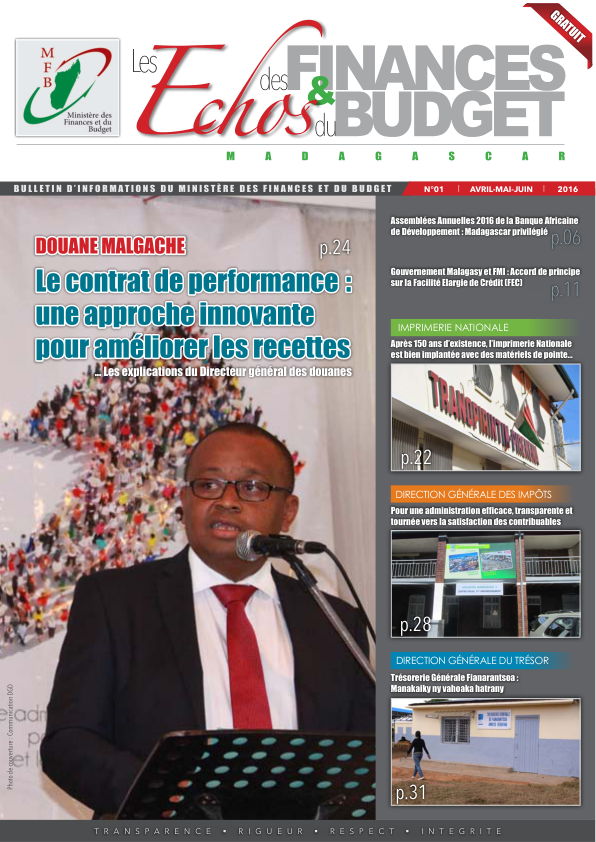 GRATUIT
M
F
B
Ministère des
Finances et du
Budget
Les Echos des FINANCES
& du BUDGET
MADAGASCAR
BULLETIN D'INFORMATIONS DU MINISTÈRE DES FINANCES ET DU BUDGET
N°01 | AVRIL-MAI-JUIN | 2016
DOUANE MALGACHE p.24
Le contrat de performance :
une approche innovante
pour améliorer les recettes
... Les explications du Directeur général des douanes
Assemblées Annuelles 2016 de la Banque Africaine
de Développement : Madagascar privilégié
p.06
Gouvernement Malagasy et FMI : Accord de principe
sur la Facilité Elargie de Crédit (FEC)
p.11
IMPRIMERIE NATIONALE
Après 150 ans d'existence, l'imprimerie Nationale
est bien implantée avec des matériels de pointe...
p.22
DIRECTION GÉNÉRALE DES IMPÔTS
Pour une administration efficace, transparente et
tournée vers la satisfaction des contribuables
p.28
DIRECTION GÉNÉRALE DU TRÉSOR
Trésorerie Générale Fianarantsoa :
Manakaiky ny vahoaka hatrany
p.31
Photo de couverture : Communication DGD
TRANSPARENCE • RIGUEUR • RESPECT • INTEGRITE